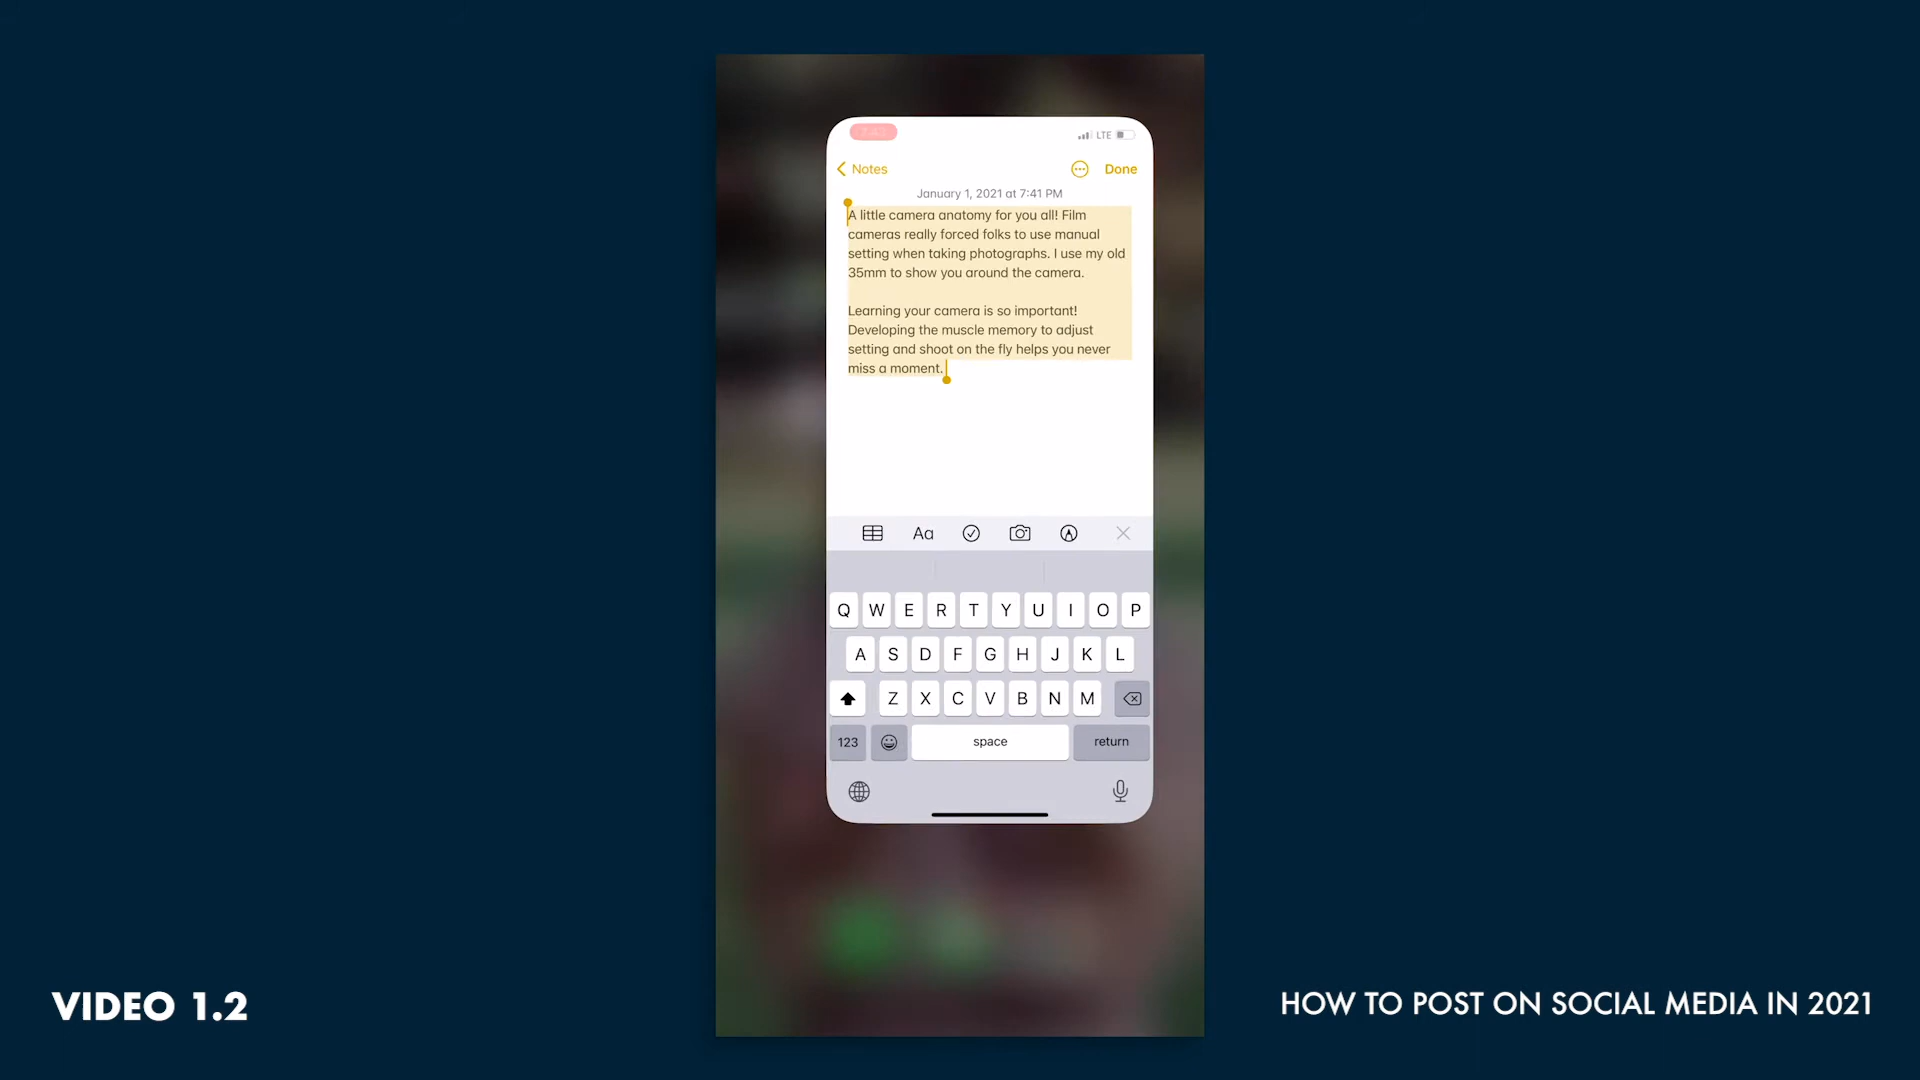 LTE
Notes
Done
January 1, 2021 at 7:41 PM
A little camera anatomy for you all! Film
cameras really forced folks to use manual
setting when taking photographs. I use my old
35mm to show you around the camera.
Learning your camera is so important!
Developing the muscle memory to adjust
setting and shoot on the fly helps you never
miss a moment.
Aa
Q W E R T Y U I O P
A S D F G H J K L
Z X C V B N M
123 space return
VIDEO 1.2
HOW TO POST ON SOCIAL MEDIA IN 2021